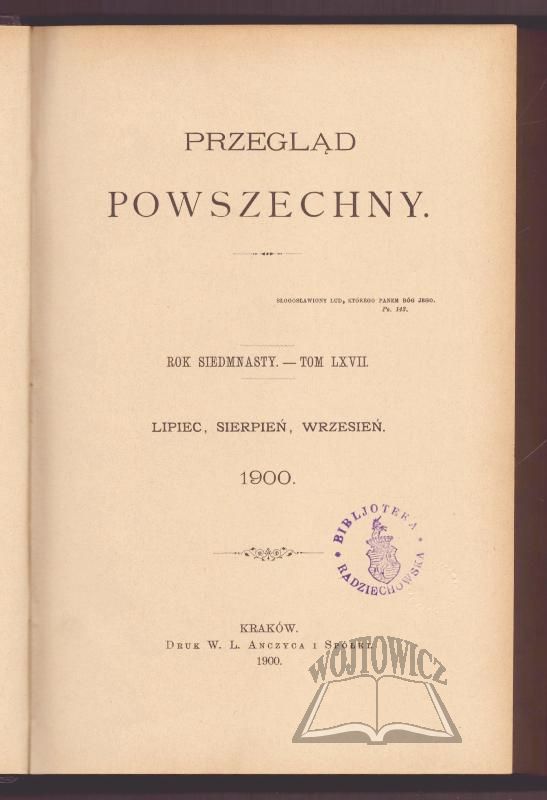 PRZEGLĄD
POWSZECHNY.
BŁOGOSŁAWIONY LUD, KTÓREGO PANEM BÓG JEGO.
Ps. 143.
ROK SIEDMNASTY. — TOM LXVII.
LIPIEC, SIERPIEŃ, WRZESIEŃ.
1900.
BIBLJOTEKA
RADZIECHOWSKA
KRAKÓW.
DRUK W. L. ANCZYCA I SPÓŁKI.
1900.
WÓJTOWICZ